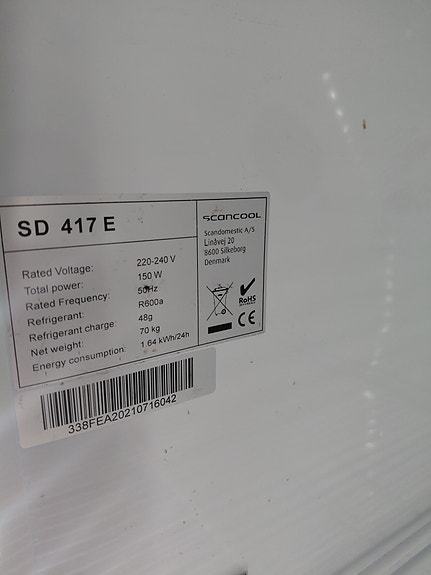 SD 417 E
Rated Voltage: 220-240 V
Total power: 150 W
Rated Frequency: 50Hz
Refrigerant: R600a
Refrigerant charge: 48g
Net weight: 70 kg
Energy consumption: 1.64 kWh/24h
SCANCOOL
Scandomestic A/S
Linåvej 20
8600 Silkeborg
Denmark
RoHS
CE
338FEA20210716042